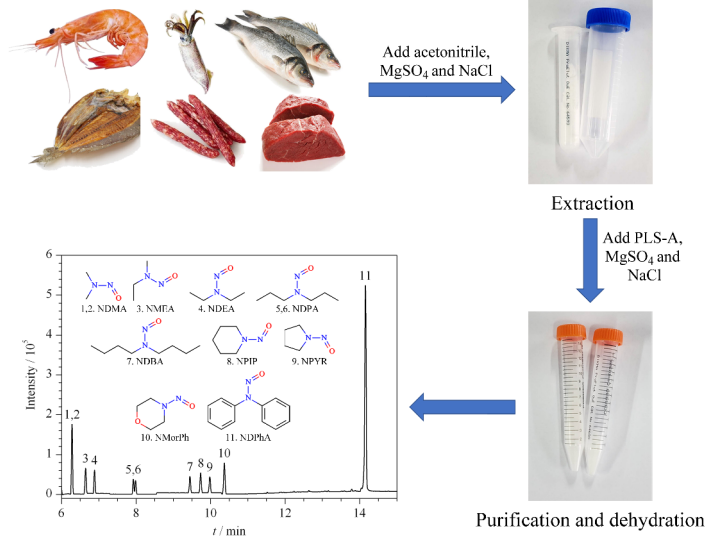 Add acetonitrile,
MgSO4 and NaCl
Extraction
Add PLS-A,
MgSO4 and
NaCl
Purification and dehydration
Intensity / 10^5
6
5
4
3
2
1
0
6 8 10 12 14
t / min
1,2 3 4 5,6 7 8 9 10 11
N N O
1,2. NDMA
N N O
3. NMEA
N N O
4. NDEA
N N O
5,6. NDPA
N N O
7. NDBA
N N O
8. NPIP
N N O
9. NPYR
O N N O
10. NMorPh
N N O
11. NDPhA